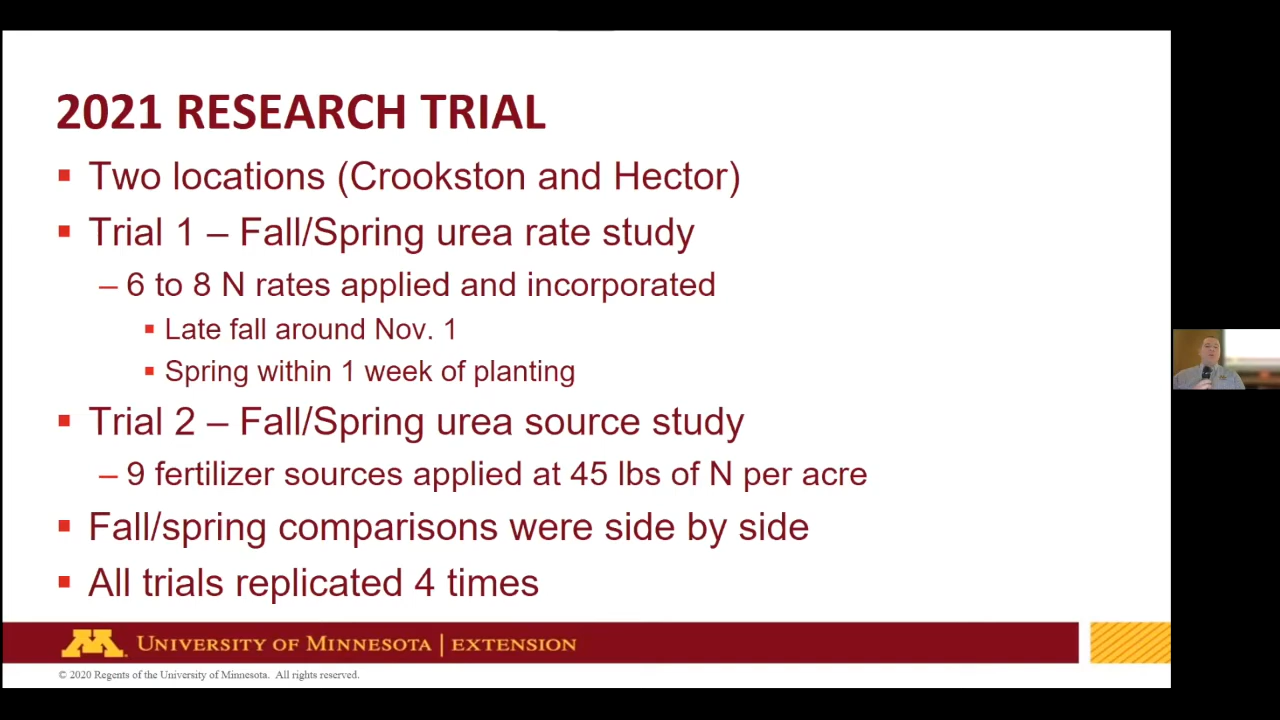 2021 RESEARCH TRIAL
Two locations (Crookston and Hector)
Trial 1 – Fall/Spring urea rate study
– 6 to 8 N rates applied and incorporated
Late fall around Nov. 1
Spring within 1 week of planting
Trial 2 – Fall/Spring urea source study
– 9 fertilizer sources applied at 45 lbs of N per acre
Fall/spring comparisons were side by side
All trials replicated 4 times
M UNIVERSITY OF MINNESOTA | EXTENSION
© 2020 Regents of the University of Minnesota. All rights reserved.